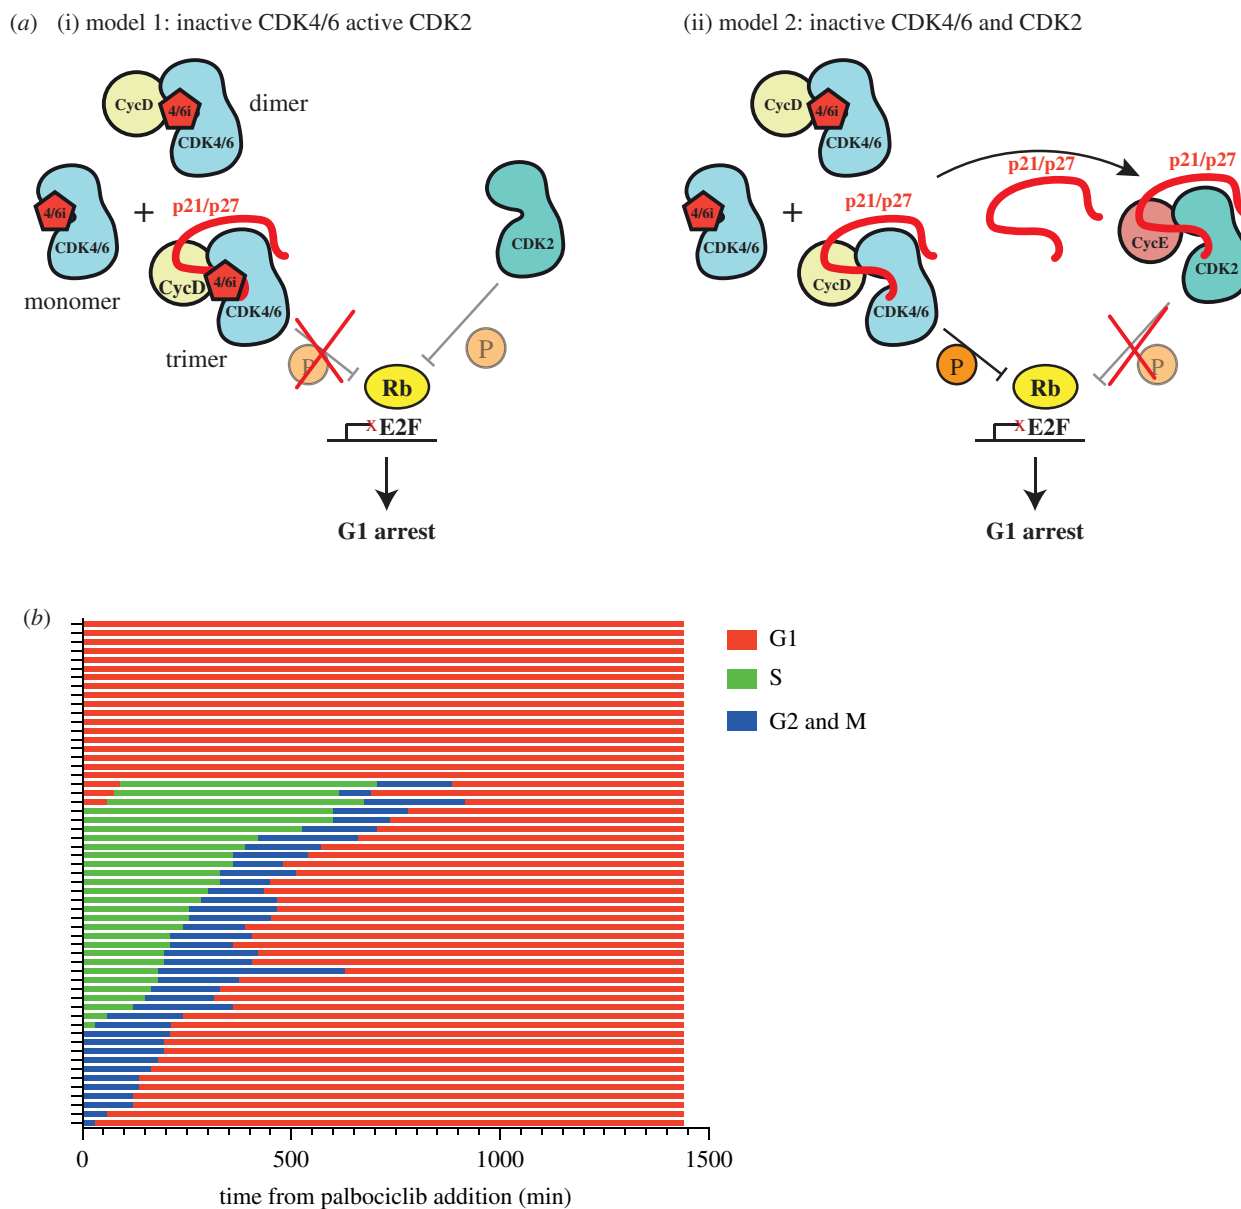 (a) (i) model 1: inactive CDK4/6 active CDK2
CycD
4/6i
CDK4/6
dimer
4/6i
CDK4/6
monomer
+
p21/p27
CycD
4/6i
CDK4/6
trimer
CDK2
P
P
Rb
x
E2F
G1 arrest
(ii) model 2: inactive CDK4/6 and CDK2
CycD
4/6i
CDK4/6
4/6i
CDK4/6
+
p21/p27
CycD
CDK4/6
p21/p27
p21/p27
CycE
CDK2
P
P
Rb
x
E2F
G1 arrest
(b)
G1
S
G2 and M
0 500 1000 1500
time from palbociclib addition (min)